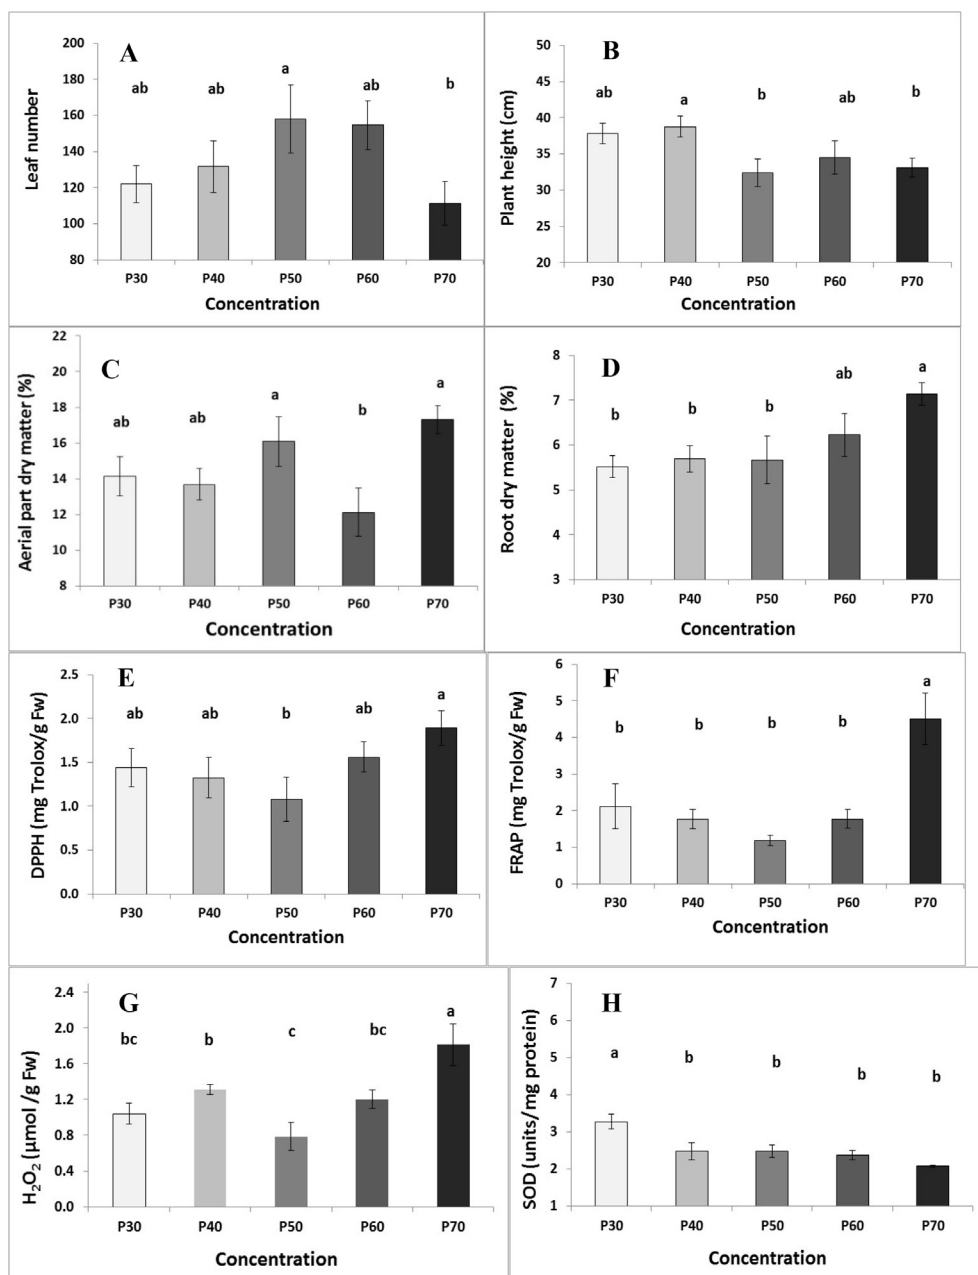 A
Leaf number
200
180
160
140
120
100
80
ab
ab
a
ab
b
P30 P40 P50 P60 P70
Concentration
B
Plant height (cm)
50
45
40
35
30
25
20
ab
a
b
ab
b
P30 P40 P50 P60 P70
Concentration
C
Aerial part dry matter (%)
22
20
18
16
14
12
10
8
ab
ab
a
b
a
P30 P40 P50 P60 P70
Concentration
D
Root dry matter (%)
8
7
6
5
4
3
b
b
b
ab
a
P30 P40 P50 P60 P70
Concentration
E
DPPH (mg Trolox/g Fw)
2.5
2.0
1.5
1.0
0.5
0.0
ab
ab
b
ab
a
P30 P40 P50 P60 P70
Concentration
F
FRAP (mg Trolox/g Fw)
6
5
4
3
2
1
0
b
b
b
b
a
P30 P40 P50 P60 P70
Concentration
G
H₂O₂ (μmol /g Fw)
2.4
2.0
1.6
1.2
0.8
0.4
0.0
bc
b
c
bc
a
P30 P40 P50 P60 P70
Concentration
H
SOD (units/mg protein)
7
6
5
4
3
2
1
a
b
b
b
b
P30 P40 P50 P60 P70
Concentration